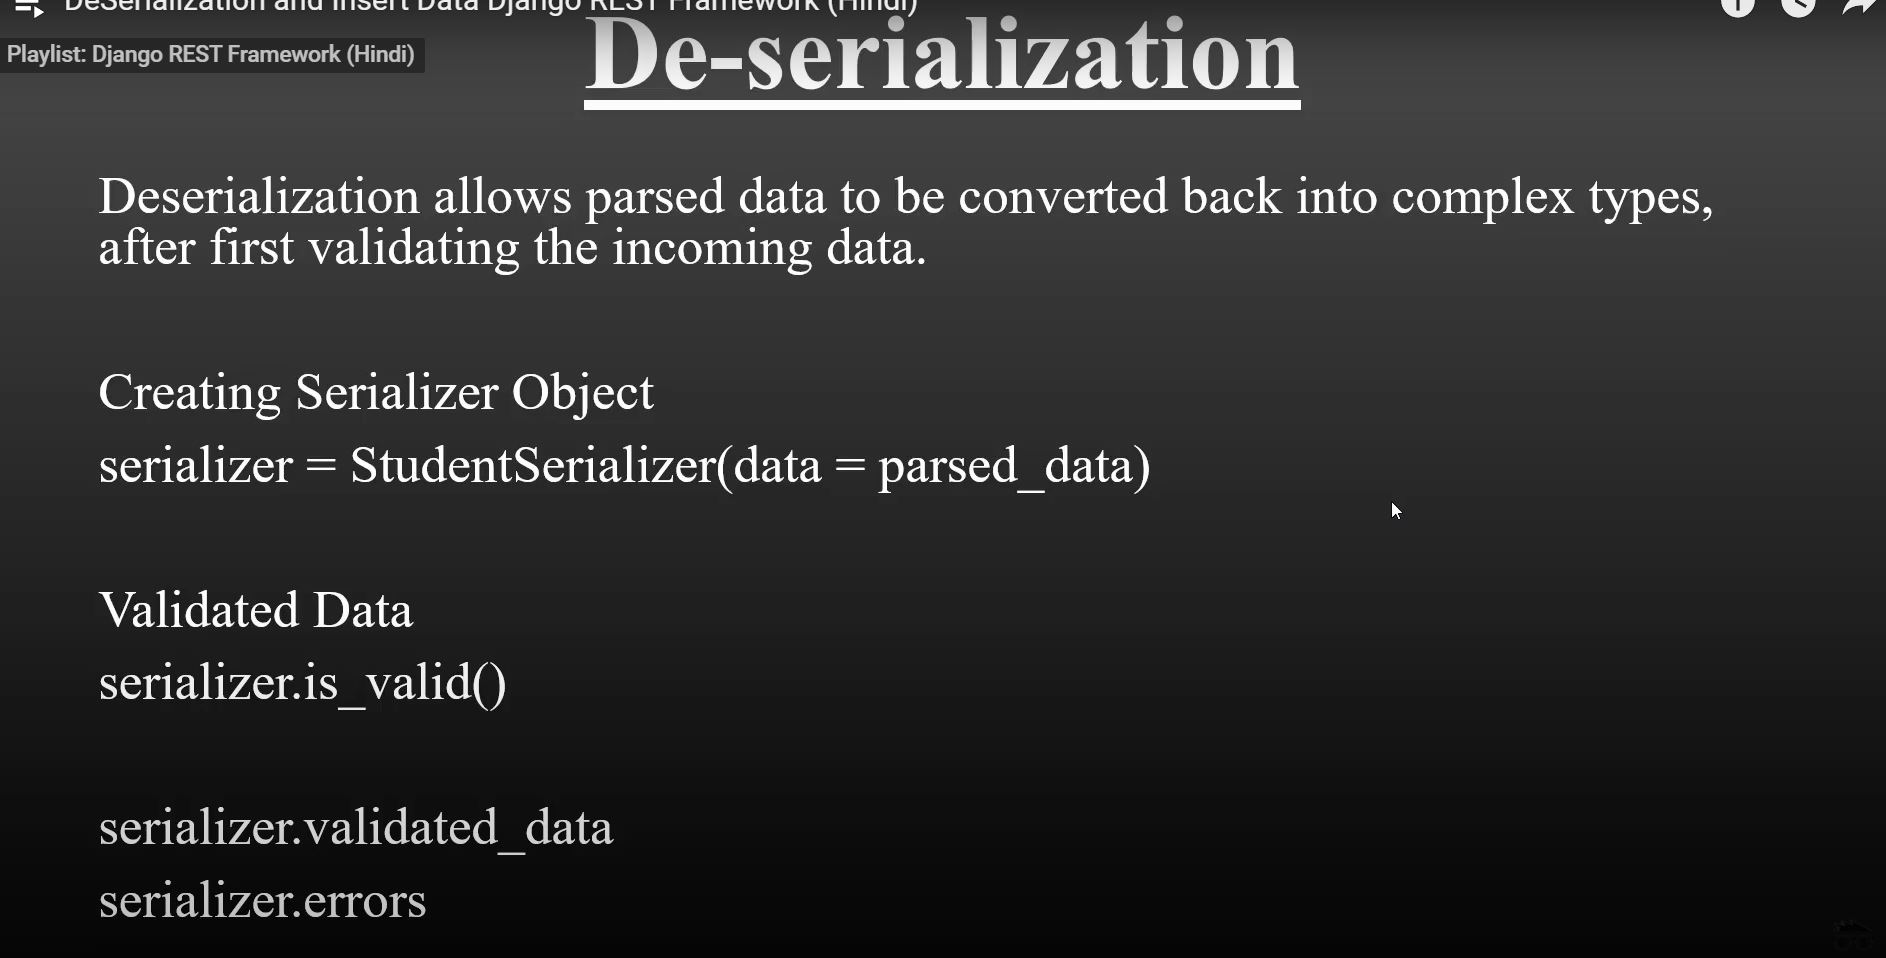 DeSerialization and Insert Data Django REST Framework (Hindi)
Playlist: Django REST Framework (Hindi)
De-serialization
Deserialization allows parsed data to be converted back into complex types,
after first validating the incoming data.
Creating Serializer Object
serializer = StudentSerializer(data = parsed_data)
Validated Data
serializer.is_valid()
serializer.validated_data
serializer.errors